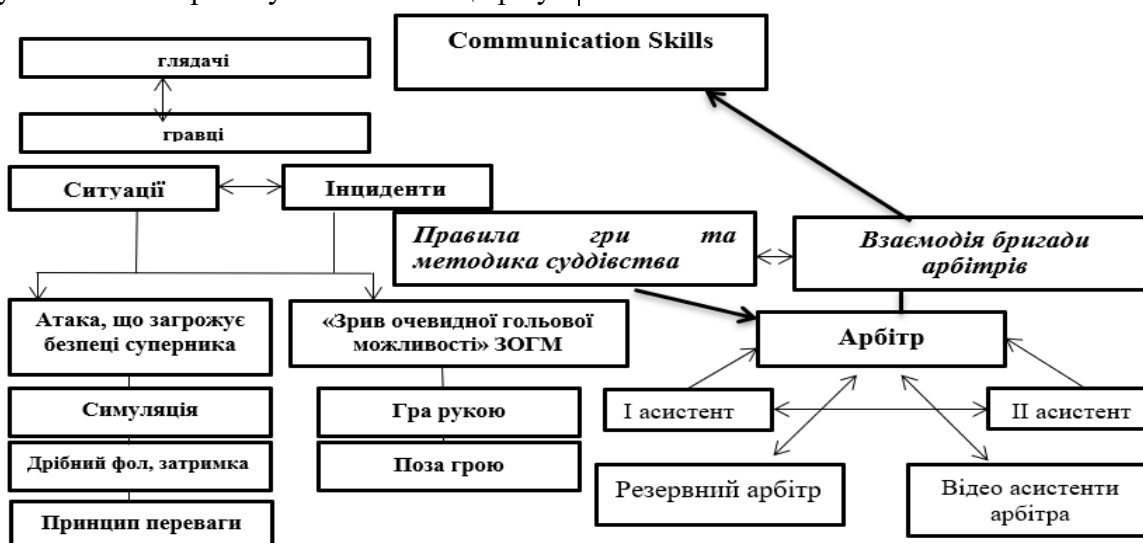 Communication Skills
глядачі
гравці
Ситуації
Інциденти
Правила гри та
методика суддівства
Взаємодія бригади
арбітрів
Атака, що загрожує
безпеці суперника
«Зрив очевидної гольової
можливості» ЗОГМ
Арбітр
Симуляція
Гра рукою
І асистент
ІІ асистент
Дрібний фол, затримка
Поза грою
Резервний арбітр
Відео асистенти
арбітра
Принцип переваги